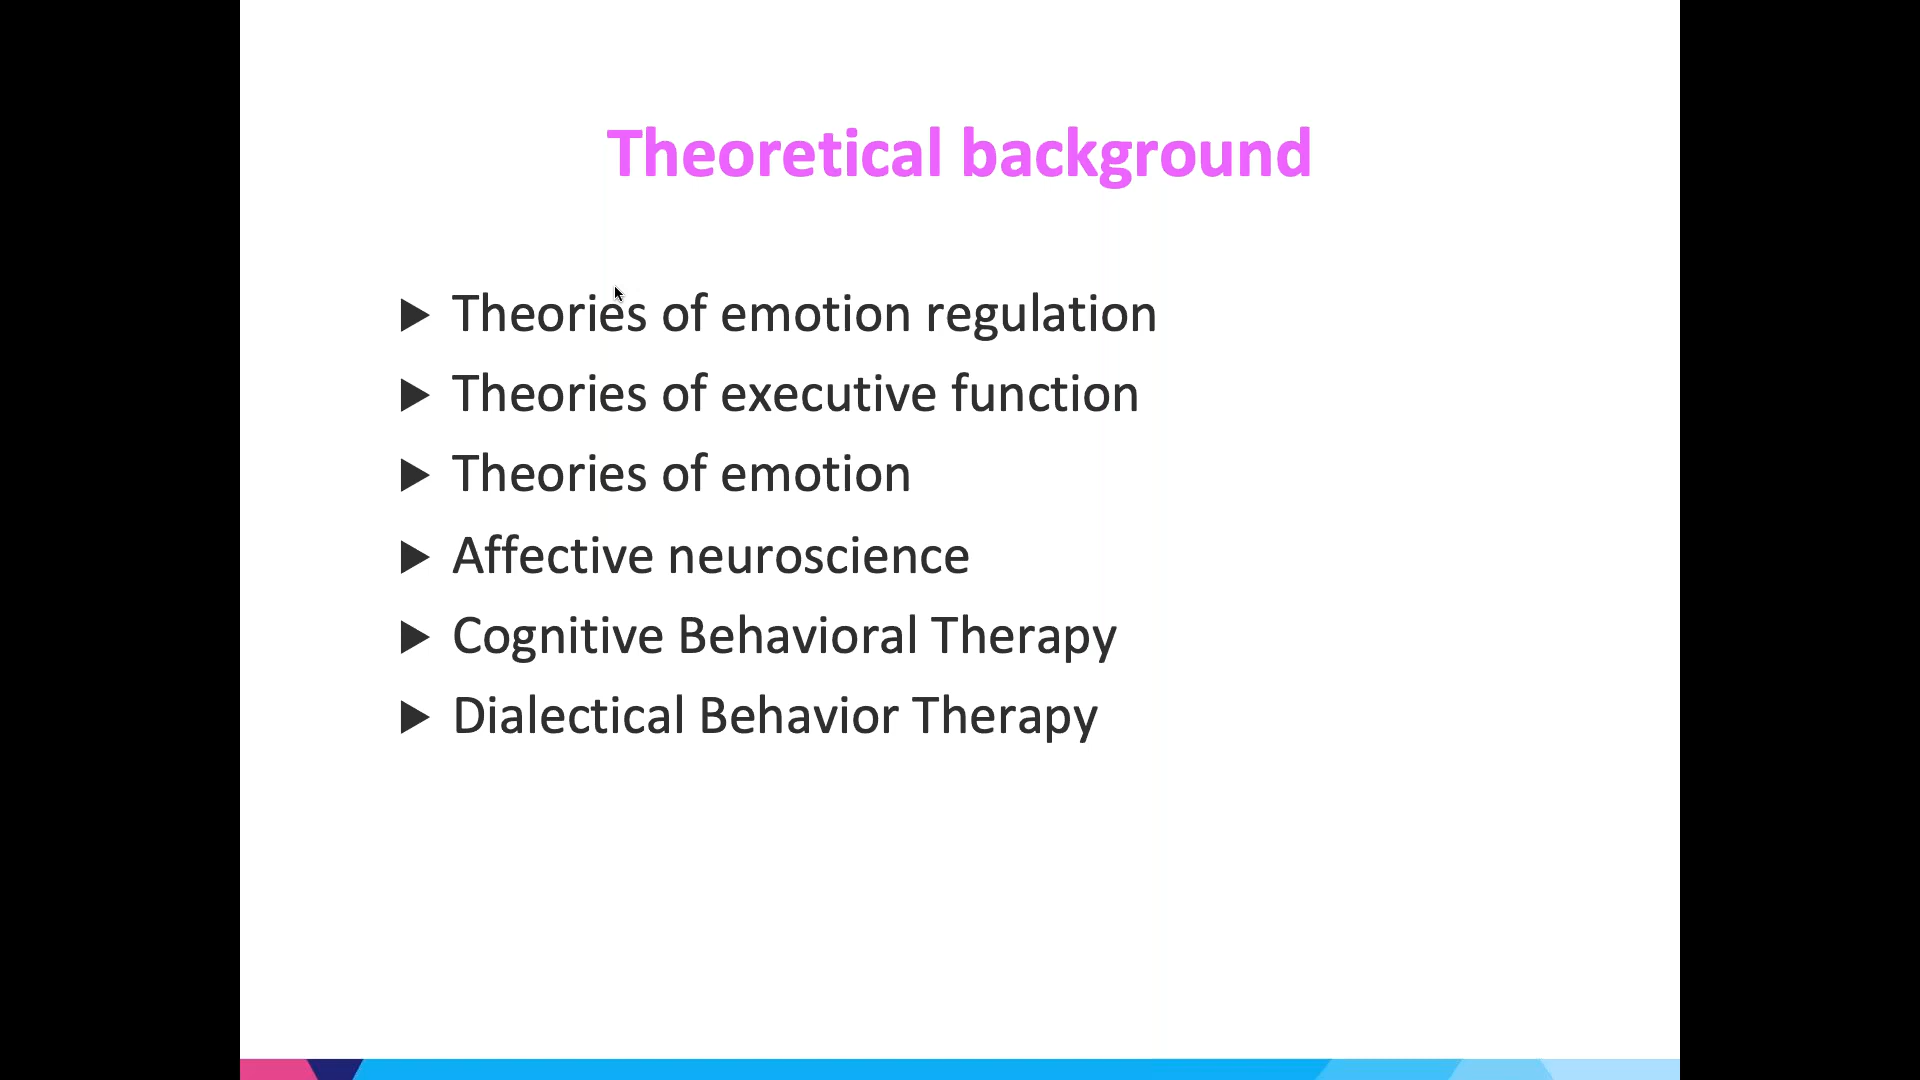 Theoretical background
Theories of emotion regulation
Theories of executive function
Theories of emotion
Affective neuroscience
Cognitive Behavioral Therapy
Dialectical Behavior Therapy